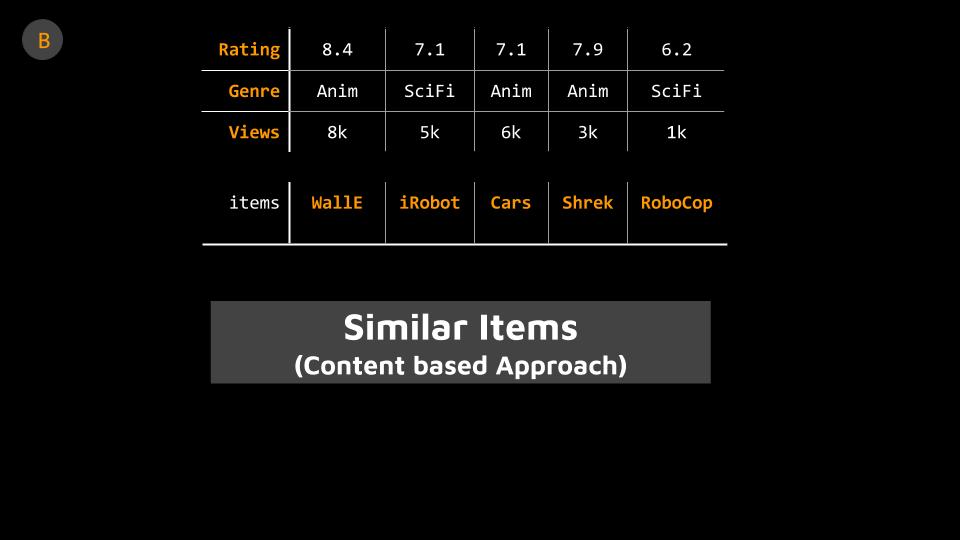 B
Rating 8.4 7.1 7.1 7.9 6.2
Genre Anim SciFi Anim Anim SciFi
Views 8k 5k 6k 3k 1k
items WallE iRobot Cars Shrek RoboCop
Similar Items
(Content based Approach)